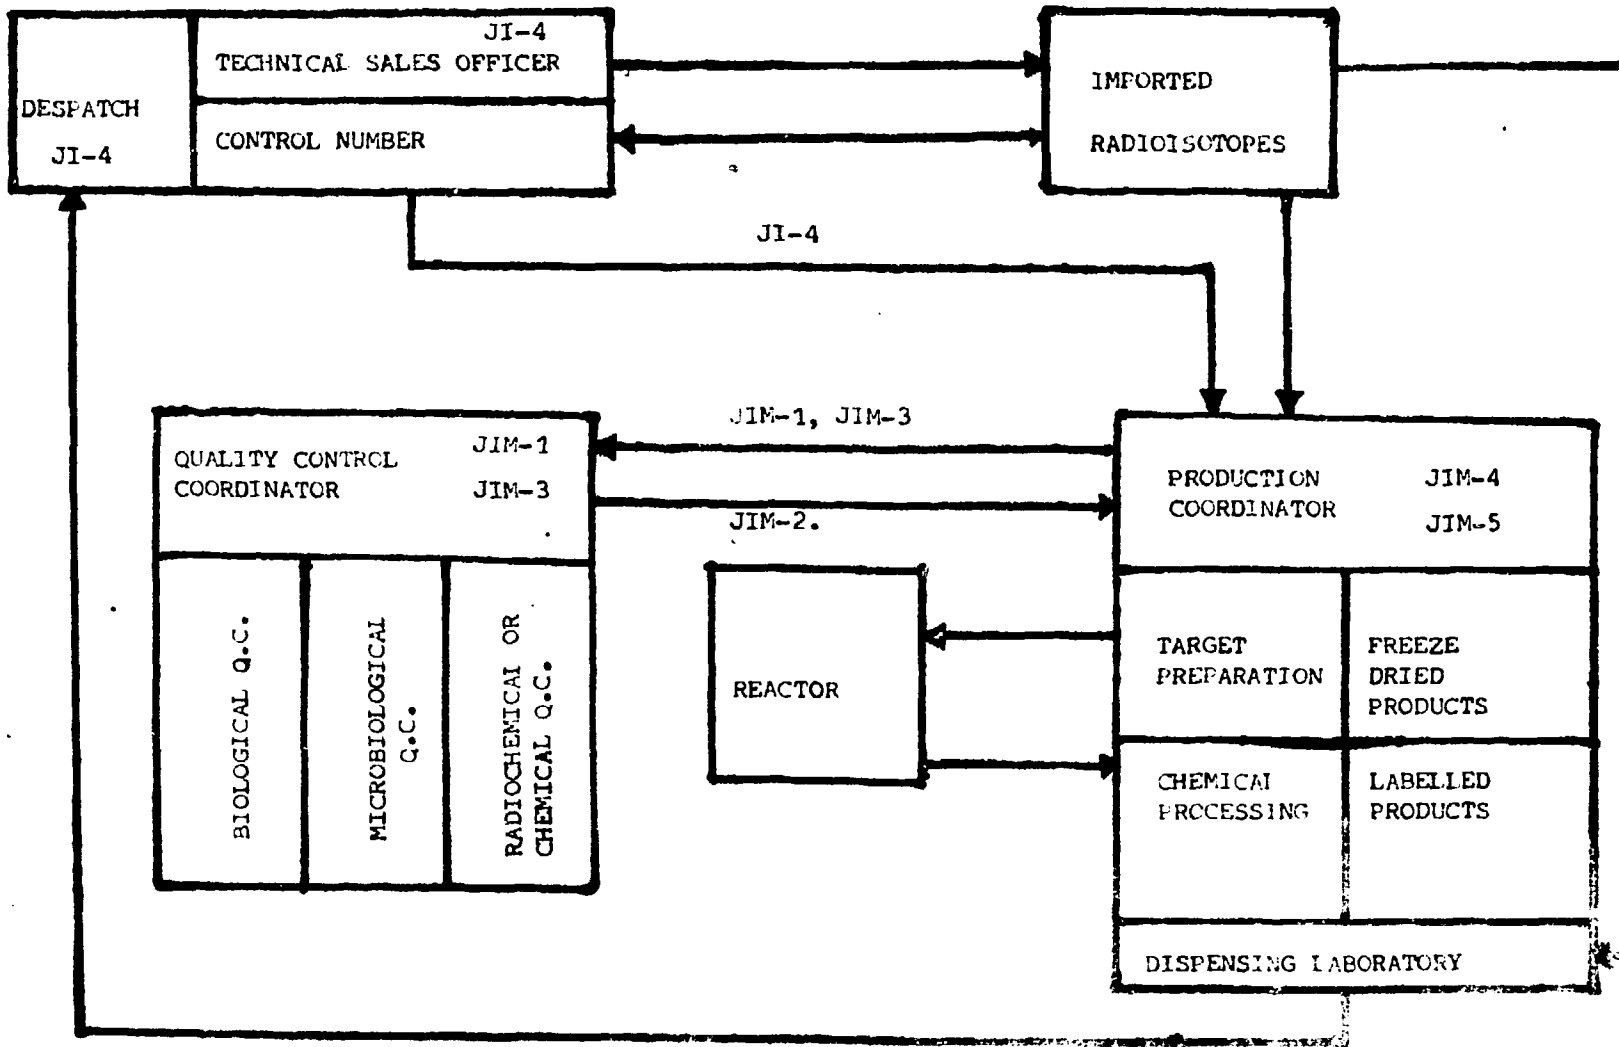 JI-4
TECHNICAL SALES OFFICER
DESPATCH
JI-4
CONTROL NUMBER
IMPORTED
RADIOISOTOPES
JI-4
JIM-1, JIM-3
QUALITY CONTROL
COORDINATOR
JIM-1
JIM-3
JIM-2.
PRODUCTION
COORDINATOR
JIM-4
JIM-5
BIOLOGICAL Q.C.
MICROBIOLOGICAL
Q.C.
RADIOCHEMICAL OR
CHEMICAL Q.C.
REACTOR
TARGET
PREPARATION
FREEZE
DRIED
PRODUCTS
CHEMICAL
PROCESSING
LABELLED
PRODUCTS
DISPENSING LABORATORY